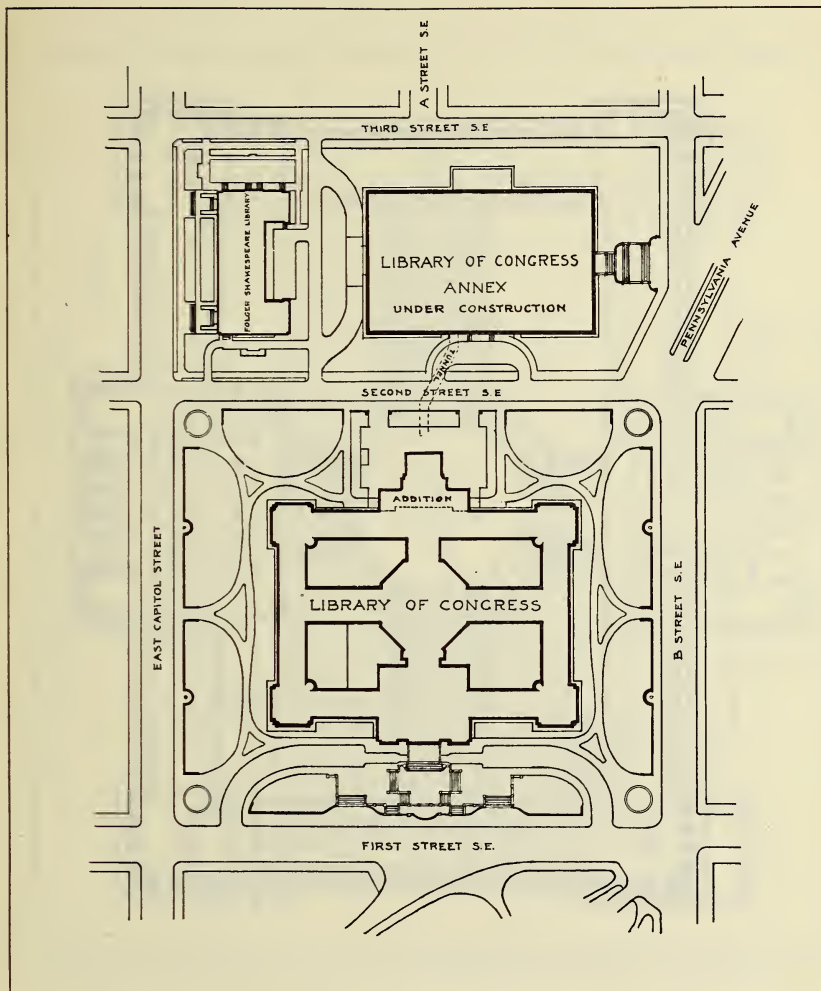 A STREET S.E
THIRD STREET S.E
FOLGER SHAKESPEARE LIBRARY
LIBRARY OF CONGRESS
ANNEX
UNDER CONSTRUCTION
PENNSYLVANIA AVENUE
TUNNEL
SECOND STREET S.E
ADDITION
EAST CAPITOL STREET
LIBRARY OF CONGRESS
B STREET S.E
FIRST STREET S.E.